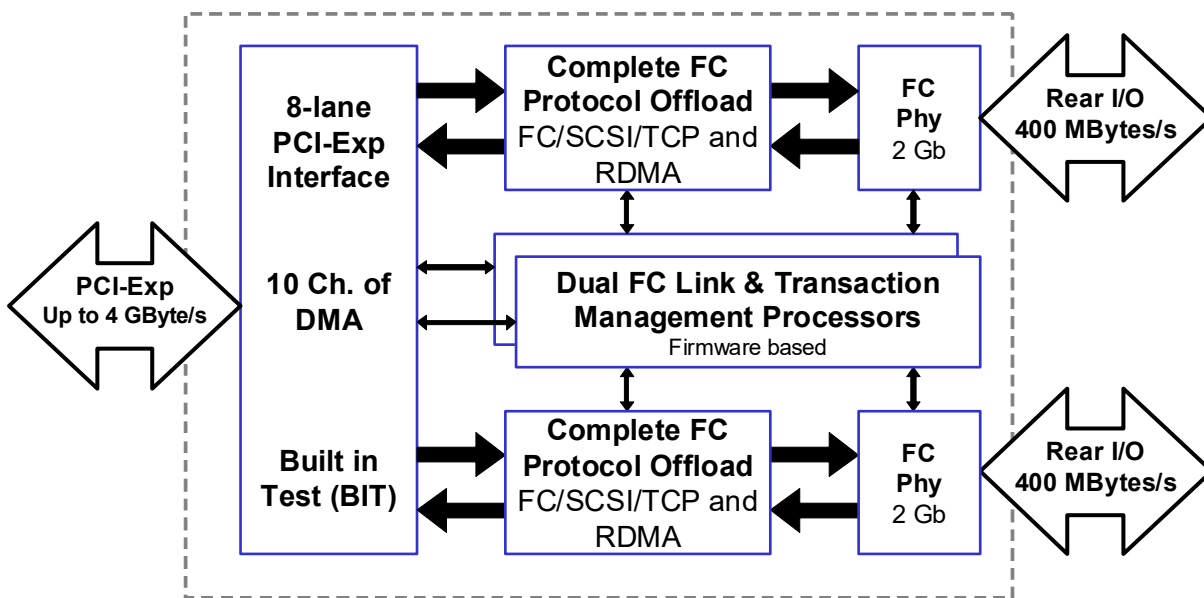 PCI-Exp
Up to 4 GByte/s
8-lane
PCI-Exp
Interface
10 Ch. of
DMA
Built in
Test (BIT)
Complete FC
Protocol Offload
FC/SCSI/TCP and
RDMA
FC
Phy
2 Gb
Rear I/O
400 MBytes/s
Dual FC Link & Transaction
Management Processors
Firmware based
Complete FC
Protocol Offload
FC/SCSI/TCP and
RDMA
FC
Phy
2 Gb
Rear I/O
400 MBytes/s